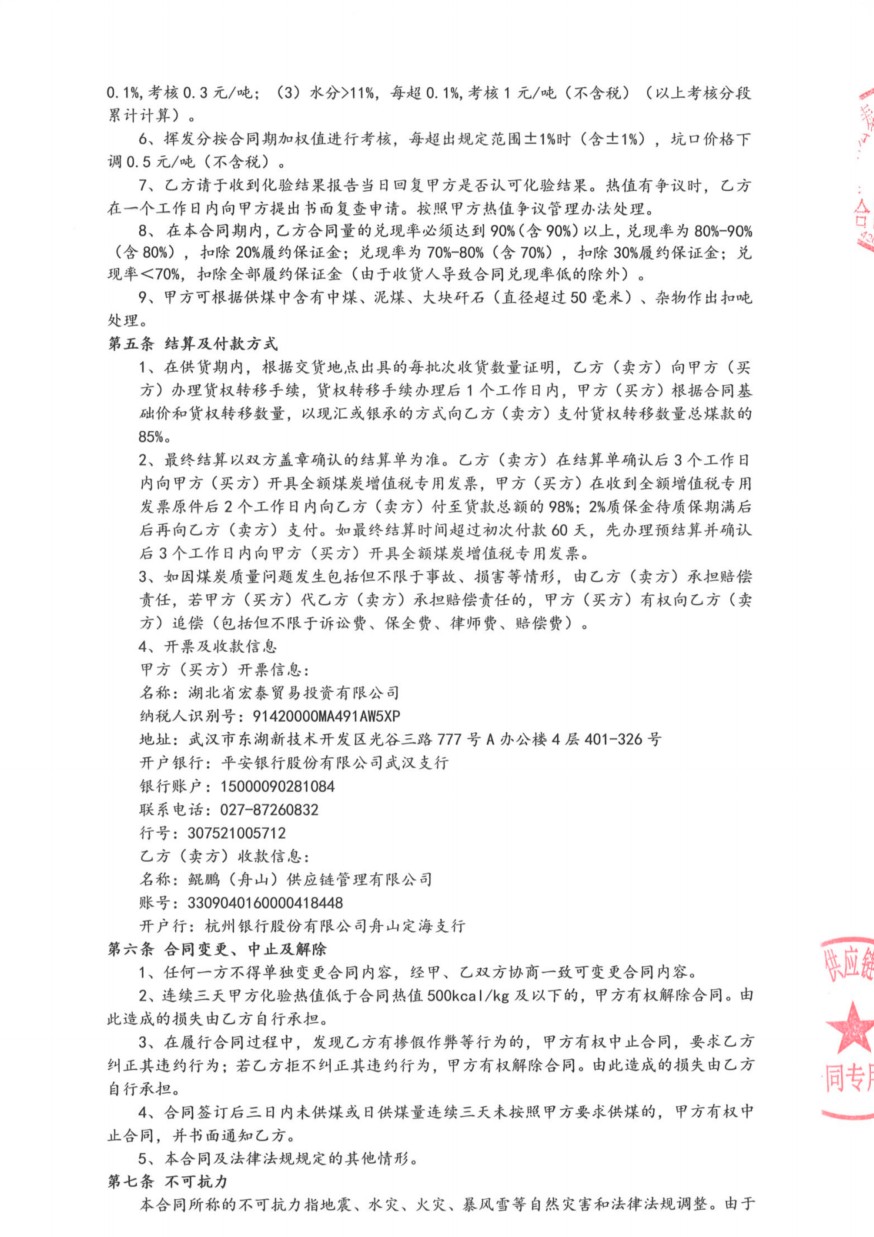 0.1%,考核 0.3 元/吨；（3）水分>11%，每超 0.1%,考核 1 元/吨（不含税）（以上考核分段
累计计算）。
6、挥发分按合同期加权值进行考核，每超出规定范围±1%时（含±1%），坑口价格下
调 0.5 元/吨（不含税）。
7、乙方请于收到化验结果报告当日回复甲方是否认可化验结果。热值有争议时，乙方
在一个工作日内向甲方提出书面复查申请。按照甲方热值争议管理办法处理。
8、 在本合同期内，乙方合同量的兑现率必须达到 90%（含 90%）以上，兑现率为 80%-90%
（含 80%），扣除 20%履约保证金；兑现率为 70%-80%（含 70%），扣除 30%履约保证金；兑
现率＜70%，扣除全部履约保证金（由于收货人导致合同兑现率低的除外）。
9、甲方可根据供煤中含有中煤、泥煤、大块矸石（直径超过 50 毫米）、杂物作出扣吨
处理。
第五条 结算及付款方式
1、在供货期内，根据交货地点出具的每批次收货数量证明，乙方（卖方）向甲方（买
方）办理货权转移手续，货权转移手续办理后 1 个工作日内，甲方（买方）根据合同基
础价和货权转移数量，以现汇或银承的方式向乙方（卖方）支付货权转移数量总煤款的
85%。
2、最终结算以双方盖章确认的结算单为准。乙方（卖方）在结算单确认后 3 个工作日
内向甲方（买方）开具全额煤炭增值税专用发票，甲方（买方）在收到全额增值税专用
发票原件后 2 个工作日内向乙方（卖方）付至货款总额的 98%；2%质保金待质保期满后
后再向乙方（卖方）支付。如最终结算时间超过初次付款 60 天，先办理预结算并确认
后 3 个工作日内向甲方（买方）开具全额煤炭增值税专用发票。
3、如因煤炭质量问题发生包括但不限于事故、损害等情形，由乙方（卖方）承担赔偿
责任，若甲方（买方）代乙方（卖方）承担赔偿责任的，甲方（买方）有权向乙方（卖
方）追偿（包括但不限于诉讼费、保全费、律师费、赔偿费）。
4、开票及收款信息
甲方（买方）开票信息：
名称：湖北省宏泰贸易投资有限公司
纳税人识别号：91420000MA491AW5XP
地址：武汉市东湖新技术开发区光谷三路 777 号 A 办公楼 4 层 401-326 号
开户银行：平安银行股份有限公司武汉支行
银行账户：15000090281084
联系电话：027-87260832
行号：307521005712
乙方（卖方）收款信息：
名称：鲲鹏（舟山）供应链管理有限公司
账号：3309040160000418448
开户行：杭州银行股份有限公司舟山定海支行
第六条 合同变更、中止及解除
1、任何一方不得单独变更合同内容，经甲、乙双方协商一致可变更合同内容。
2、连续三天甲方化验热值低于合同热值 500kcal/kg 及以下的，甲方有权解除合同。由
此造成的损失由乙方自行承担。
3、在履行合同过程中，发现乙方有掺假作弊等行为的，甲方有权中止合同，要求乙方
纠正其违约行为；若乙方拒不纠正其违约行为，甲方有权解除合同。由此造成的损失由乙方
自行承担。
4、合同签订后三日内未供煤或日供煤量连续三天未按照甲方要求供煤的，甲方有权中
止合同，并书面通知乙方。
5、本合同及法律法规规定的其他情形。
第七条 不可抗力
本合同所称的不可抗力指地震、水灾、火灾、暴风雪等自然灾害和法律法规调整。由于
合
供应链
同专用